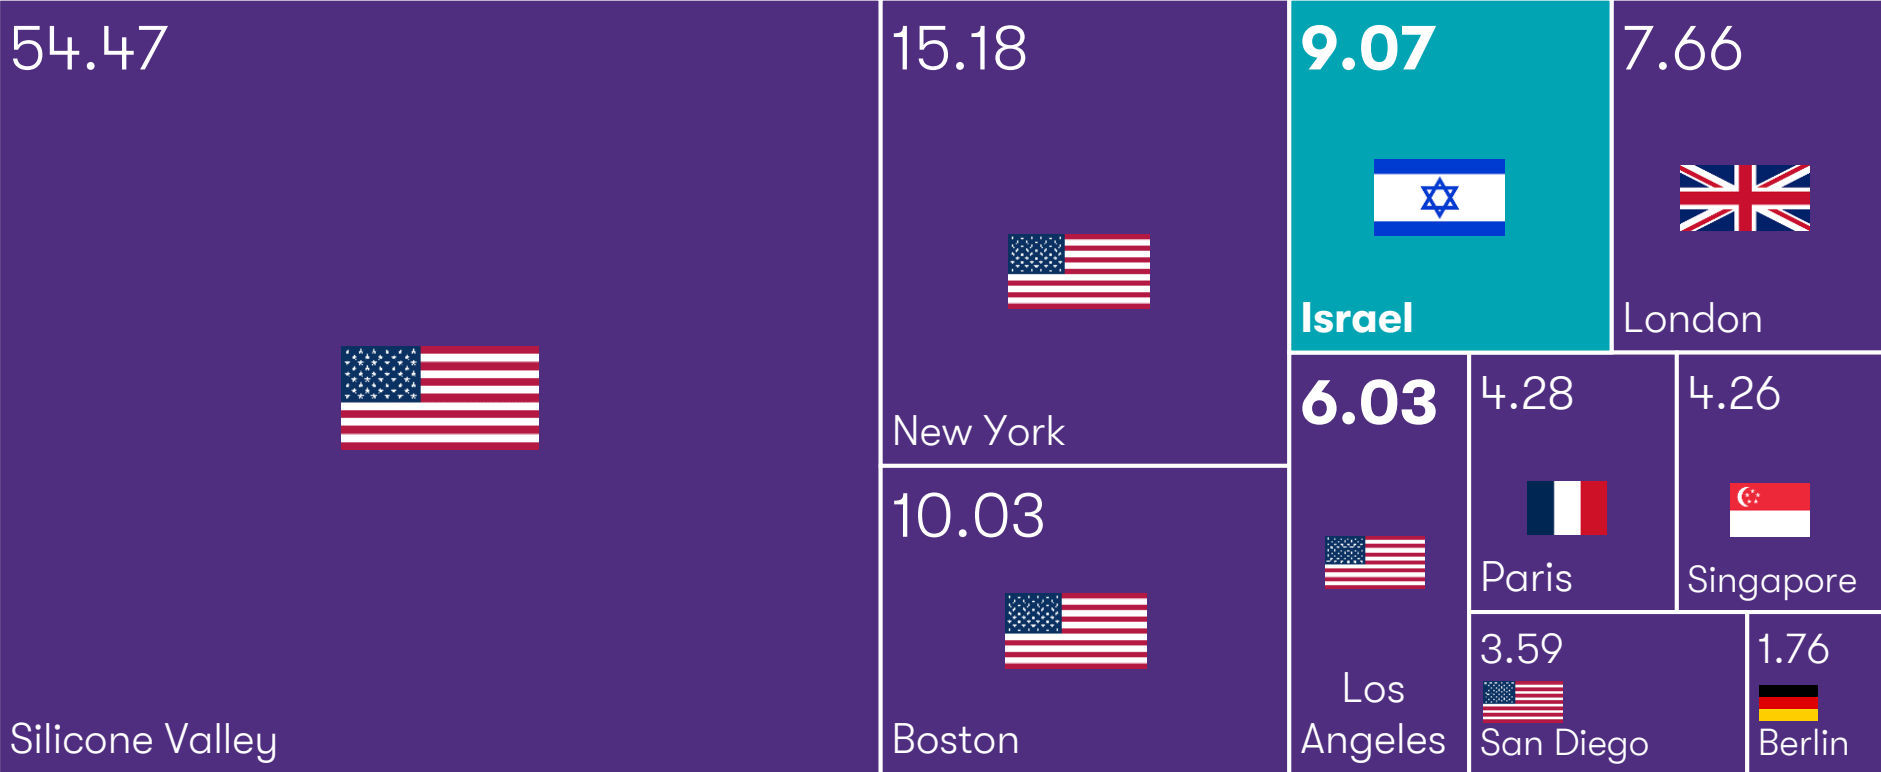 54.47
Silicone Valley
15.18
New York
10.03
Boston
9.07
Israel
7.66
London
6.03
Los
Angeles
4.28
Paris
4.26
Singapore
3.59
San Diego
1.76
Berlin